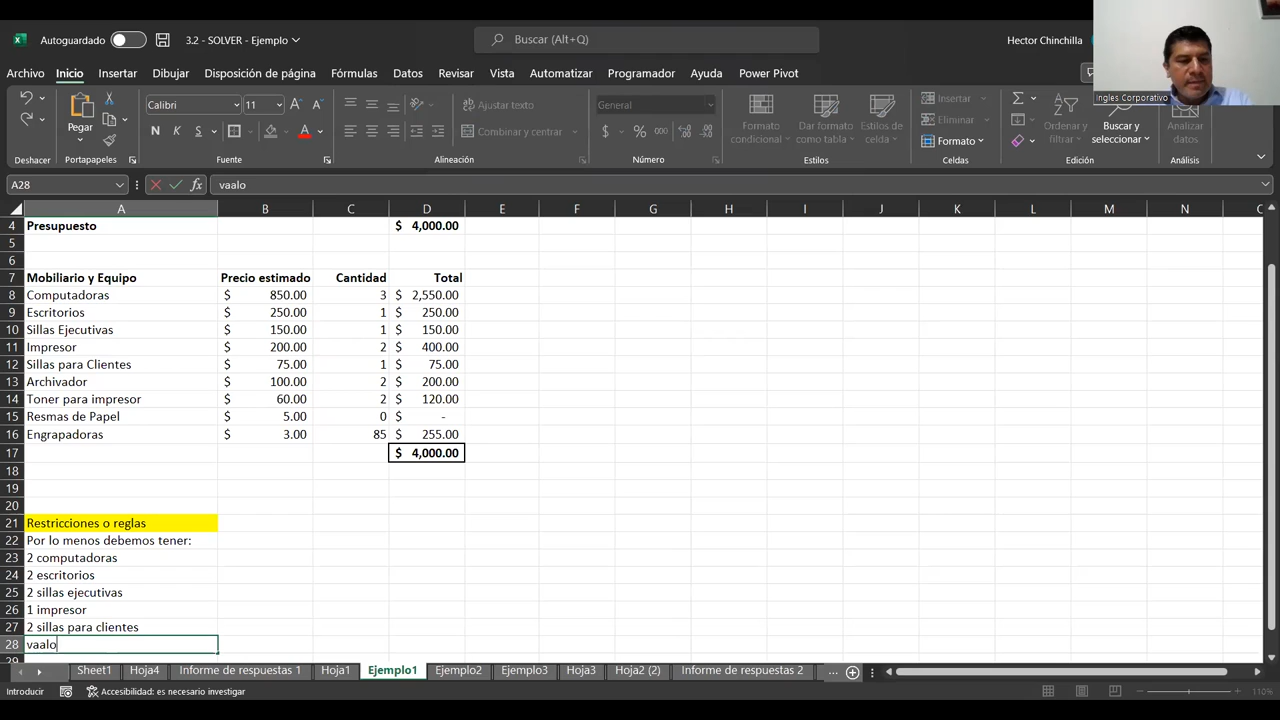 Autoguardado
3.2 - SOLVER - Ejemplo
Buscar (Alt+Q)
Hector Chinchilla
Ingles Corporativo
Archivo Inicio Insertar Dibujar Disposición de página Fórmulas Datos Revisar Vista Automatizar Programador Ayuda Power Pivot
Pegar
Calibri 11
N K S
Ajustar texto
Combinar y centrar
General
$ % 000
Formato condicional
Dar formato como tabla
Estilos de celda
Insertar
Eliminar
Formato
Ordenar y filtrar
Buscar y seleccionar
Analizar datos
Deshacer Portapapeles Fuente Alineación Número Estilos Celdas Edición Análisis
A28 fx vaalo
A B C D E F G H I J K L M N
4 Presupuesto $ 4,000.00
5
6
7 Mobiliario y Equipo Precio estimado Cantidad Total
8 Computadoras $ 850.00 3 $ 2,550.00
9 Escritorios $ 250.00 1 $ 250.00
10 Sillas Ejecutivas $ 150.00 1 $ 150.00
11 Impresor $ 200.00 2 $ 400.00
12 Sillas para Clientes $ 75.00 1 $ 75.00
13 Archivador $ 100.00 2 $ 200.00
14 Toner para impresor $ 60.00 2 $ 120.00
15 Resmas de Papel $ 5.00 0 $ -
16 Engrapadoras $ 3.00 85 $ 255.00
17 $ 4,000.00
18
19
20
21 Restricciones o reglas
22 Por lo menos debemos tener:
23 2 computadoras
24 2 escritorios
25 2 sillas ejecutivas
26 1 impresor
27 2 sillas para clientes
28 vaalo
Sheet1 Hoja4 Informe de respuestas 1 Hoja1 Ejemplo1 Ejemplo2 Ejemplo3 Hoja3 Hoja2 (2) Informe de respuestas 2 ...
Introducir Accesibilidad: es necesario investigar 110%